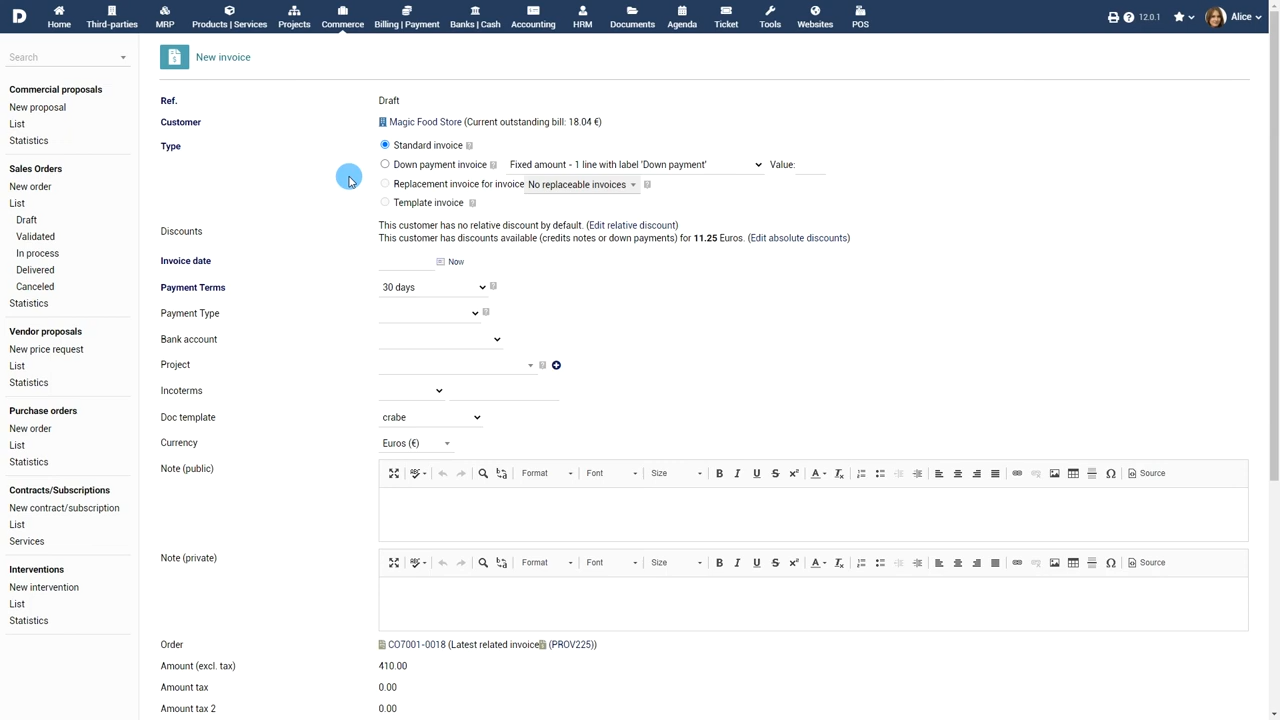 Home Third-parties MRP Products | Services Projects Commerce Billing | Payment Banks | Cash Accounting HRM Documents Agenda Ticket Tools Websites POS 12.0.1 Alice
Search
New invoice
Commercial proposals
New proposal
List
Statistics
Sales Orders
New order
List
Draft
Validated
In process
Delivered
Canceled
Statistics
Vendor proposals
New price request
List
Statistics
Purchase orders
New order
List
Statistics
Contracts/Subscriptions
New contract/subscription
List
Services
Interventions
New intervention
List
Statistics
Ref. Draft
Customer Magic Food Store (Current outstanding bill: 18.04 €)
Type Standard invoice
Down payment invoice Fixed amount - 1 line with label 'Down payment' Value:
Replacement invoice for invoice No replaceable invoices
Template invoice
Discounts This customer has no relative discount by default. (Edit relative discount)
This customer has discounts available (credits notes or down payments) for 11.25 Euros. (Edit absolute discounts)
Invoice date Now
Payment Terms 30 days
Payment Type
Bank account
Project
Incoterms
Doc template crabe
Currency Euros (€)
Note (public) Format Font Size Source
Note (private) Format Font Size Source
Order CO7001-0018 (Latest related invoice (PROV225))
Amount (excl. tax) 410.00
Amount tax 0.00
Amount tax 2 0.00